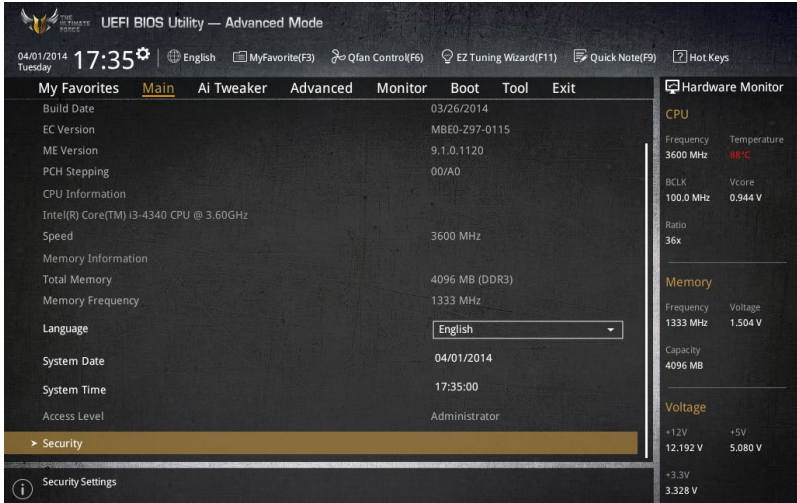 THE ULTIMATE FORCE
UEFI BIOS Utility — Advanced Mode
04/01/2014
Tuesday
17:35
English
MyFavorite(F3)
Qfan Control(F6)
EZ Tuning Wizard(F11)
Quick Note(F9)
? Hot Keys
My Favorites Main Ai Tweaker Advanced Monitor Boot Tool Exit
Build Date 03/26/2014
EC Version MBE0-Z97-0115
ME Version 9.1.0.1120
PCH Stepping 00/A0
CPU Information
Intel(R) Core(TM) i3-4340 CPU @ 3.60GHz
Speed 3600 MHz
Memory Information
Total Memory 4096 MB (DDR3)
Memory Frequency 1333 MHz
Language English
System Date 04/01/2014
System Time 17:35:00
Access Level Administrator
> Security
Security Settings
Hardware Monitor
CPU
Frequency Temperature
3600 MHz 88°C
BCLK Vcore
100.0 MHz 0.944 V
Ratio
36x
Memory
Frequency Voltage
1333 MHz 1.504 V
Capacity
4096 MB
Voltage
+12V +5V
12.192 V 5.080 V
+3.3V
3.328 V